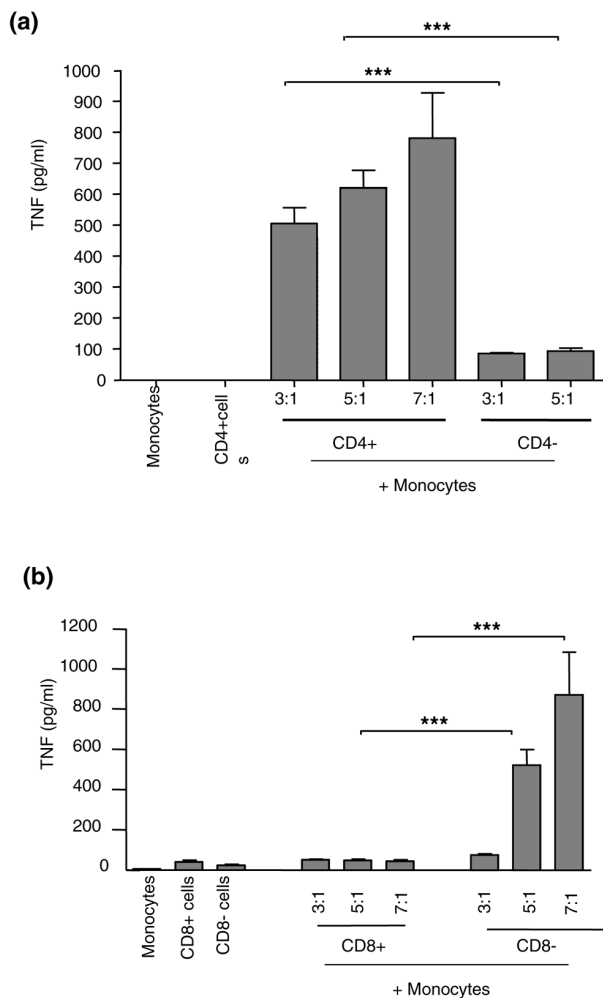 (a)
***
***
1000
900
800
700
600
500
400
300
200
100
0
TNF (pg/ml)
Monocytes
CD4+cell
s
3:1 5:1 7:1 3:1 5:1
CD4+ CD4-
+ Monocytes
(b)
***
***
1200
1000
800
600
400
200
0
TNF (pg/ml)
Monocytes
CD8+ cells
CD8- cells
3:1 5:1 7:1 3:1 5:1 7:1
CD8+ CD8-
+ Monocytes